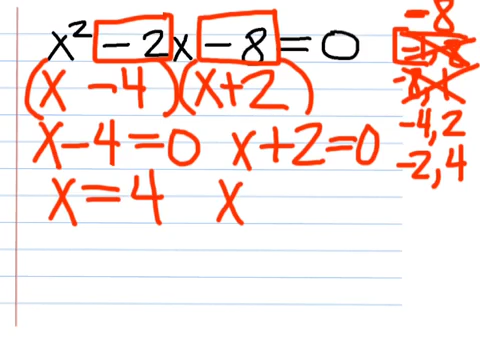 x² - 2x - 8 = 0
(x - 4)(x + 2)
x - 4 = 0 x + 2 = 0
x = 4 x
- 8
-4, 2
-2, 4